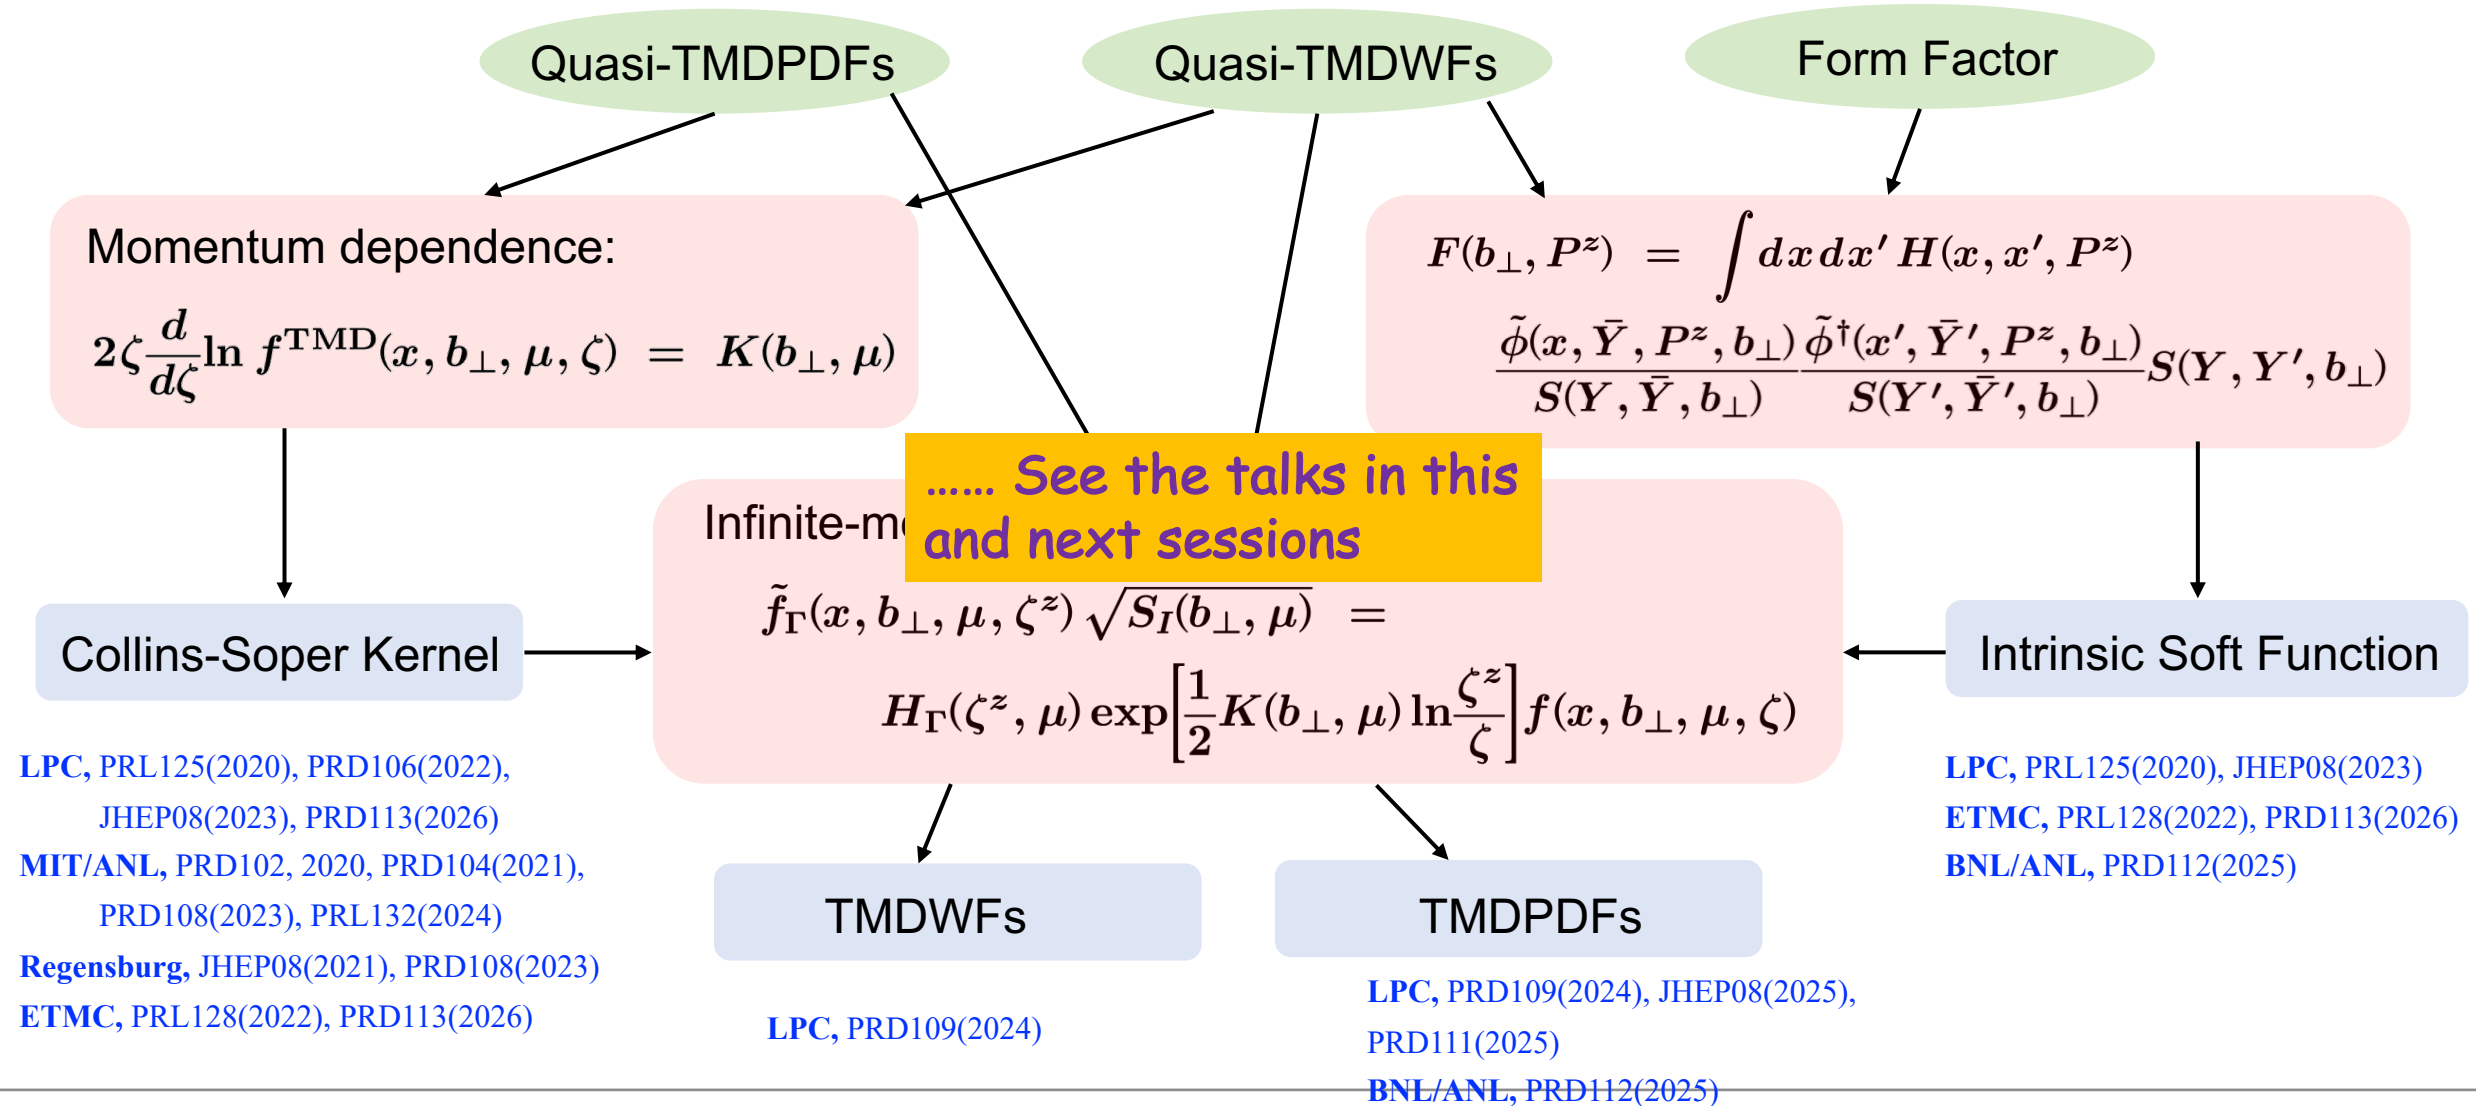 Quasi-TMDPDFs
Quasi-TMDWFs
Form Factor
Momentum dependence:
2ζ d/dζ ln f^TMD(x, b⊥, μ, ζ) = K(b⊥, μ)
F(b⊥, P^z) = ∫ dx dx′ H(x, x′, P^z)
φ̃(x, Ȳ, P^z, b⊥)/S(Y, Ȳ, b⊥) φ̃†(x′, Ȳ′, P^z, b⊥)/S(Y′, Ȳ′, b⊥) S(Y, Y′, b⊥)
...... See the talks in this
and next sessions
f̃_Γ(x, b⊥, μ, ζ^z) √S_I(b⊥, μ) =
H_Γ(ζ^z, μ) exp[1/2 K(b⊥, μ) ln ζ^z/ζ] f(x, b⊥, μ, ζ)
Collins-Soper Kernel
Intrinsic Soft Function
LPC, PRL125(2020), PRD106(2022),
JHEP08(2023), PRD113(2026)
MIT/ANL, PRD102, 2020, PRD104(2021),
PRD108(2023), PRL132(2024)
Regensburg, JHEP08(2021), PRD108(2023)
ETMC, PRL128(2022), PRD113(2026)
LPC, PRL125(2020), JHEP08(2023)
ETMC, PRL128(2022), PRD113(2026)
BNL/ANL, PRD112(2025)
TMDWFs
TMDPDFs
LPC, PRD109(2024)
LPC, PRD109(2024), JHEP08(2025),
PRD111(2025)
BNL/ANL, PRD112(2025)